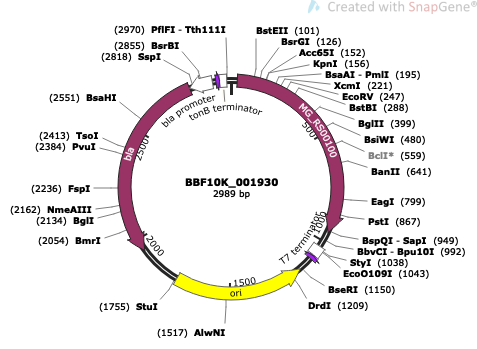 Created with SnapGene®
(2970) PflFI - Tth111I
(2855) BsrBI
(2818) SspI
(2551) BsaHI
(2413) TsoI
(2384) PvuI
(2236) FspI
(2162) NmeAIII
(2134) BglI
(2054) BmrI
(1755) StuI
(1517) AlwNI
BstEII (101)
BsrGI (126)
Acc65I (152)
KpnI (156)
BsaAI - PmlI (195)
XcmI (221)
EcoRV (247)
BstBI (288)
BglII (399)
BsiWI (480)
BclI* (559)
BanII (641)
EagI (799)
PstI (867)
BspQI - SapI (949)
BbvCI - Bpu10I (992)
StyI (1038)
EcoO109I (1043)
BseRI (1150)
DrdI (1209)
bla promoter
tonB terminator
MG_RS00100
bla
T7 terminator
ori
500
1000
1500
2000
2500
BBF10K_001930
2989 bp